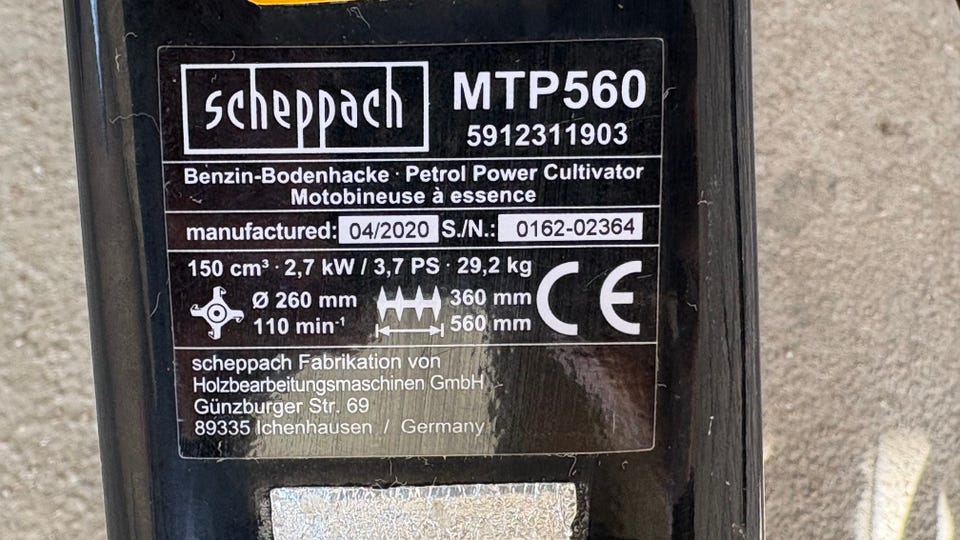 scheppach
MTP560
5912311903
Benzin-Bodenhacke · Petrol Power Cultivator
Motobineuse à essence
manufactured: 04/2020 S./N.: 0162-02364
150 cm³ · 2,7 kW / 3,7 PS · 29,2 kg
Ø 260 mm
110 min⁻¹
360 mm
560 mm
CE
scheppach Fabrikation von
Holzbearbeitungsmaschinen GmbH
Günzburger Str. 69
89335 Ichenhausen / Germany